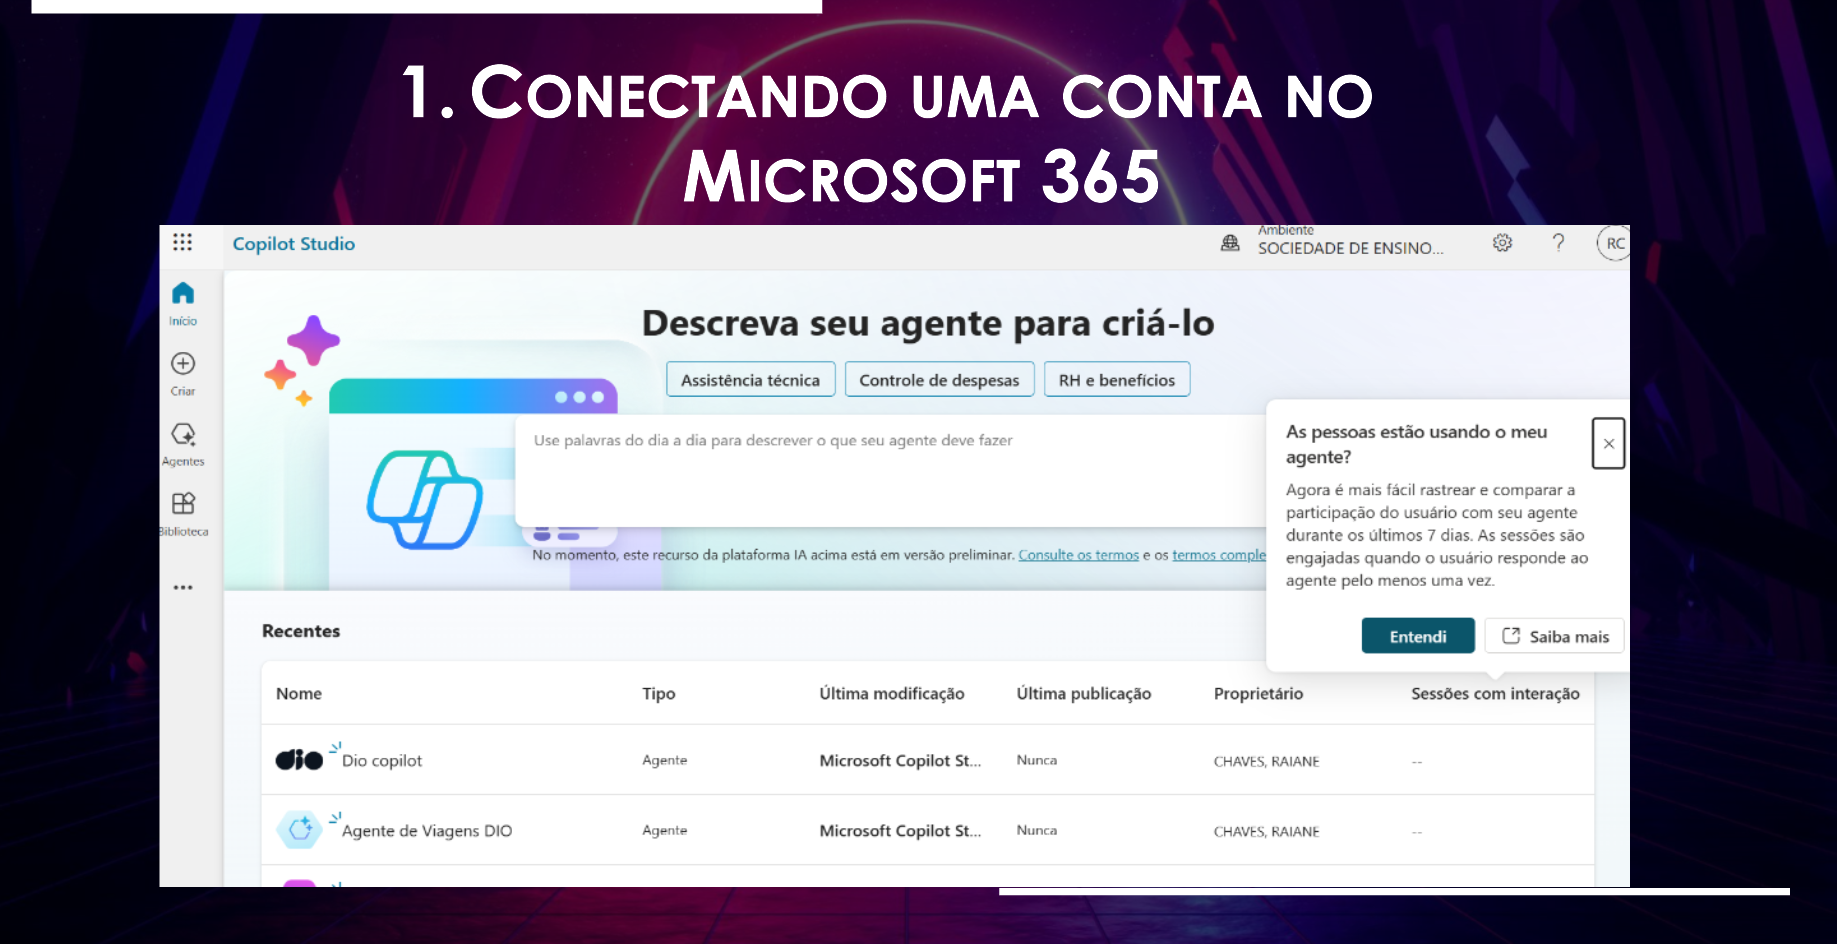 1. Conectando uma conta no
Microsoft 365
Copilot Studio
Ambiente
SOCIEDADE DE ENSINO...
?
RC
Início
Criar
Agentes
Biblioteca
Descreva seu agente para criá-lo
Assistência técnica
Controle de despesas
RH e benefícios
Use palavras do dia a dia para descrever o que seu agente deve fazer
No momento, este recurso da plataforma IA acima está em versão preliminar. Consulte os termos e os termos comple
As pessoas estão usando o meu
agente?
Agora é mais fácil rastrear e comparar a
participação do usuário com seu agente
durante os últimos 7 dias. As sessões são
engajadas quando o usuário responde ao
agente pelo menos uma vez.
Entendi
Saiba mais
Recentes
Nome Tipo Última modificação Última publicação Proprietário Sessões com interação
dio Dio copilot Agente Microsoft Copilot St... Nunca CHAVES, RAIANE --
Agente de Viagens DIO Agente Microsoft Copilot St... Nunca CHAVES, RAIANE --